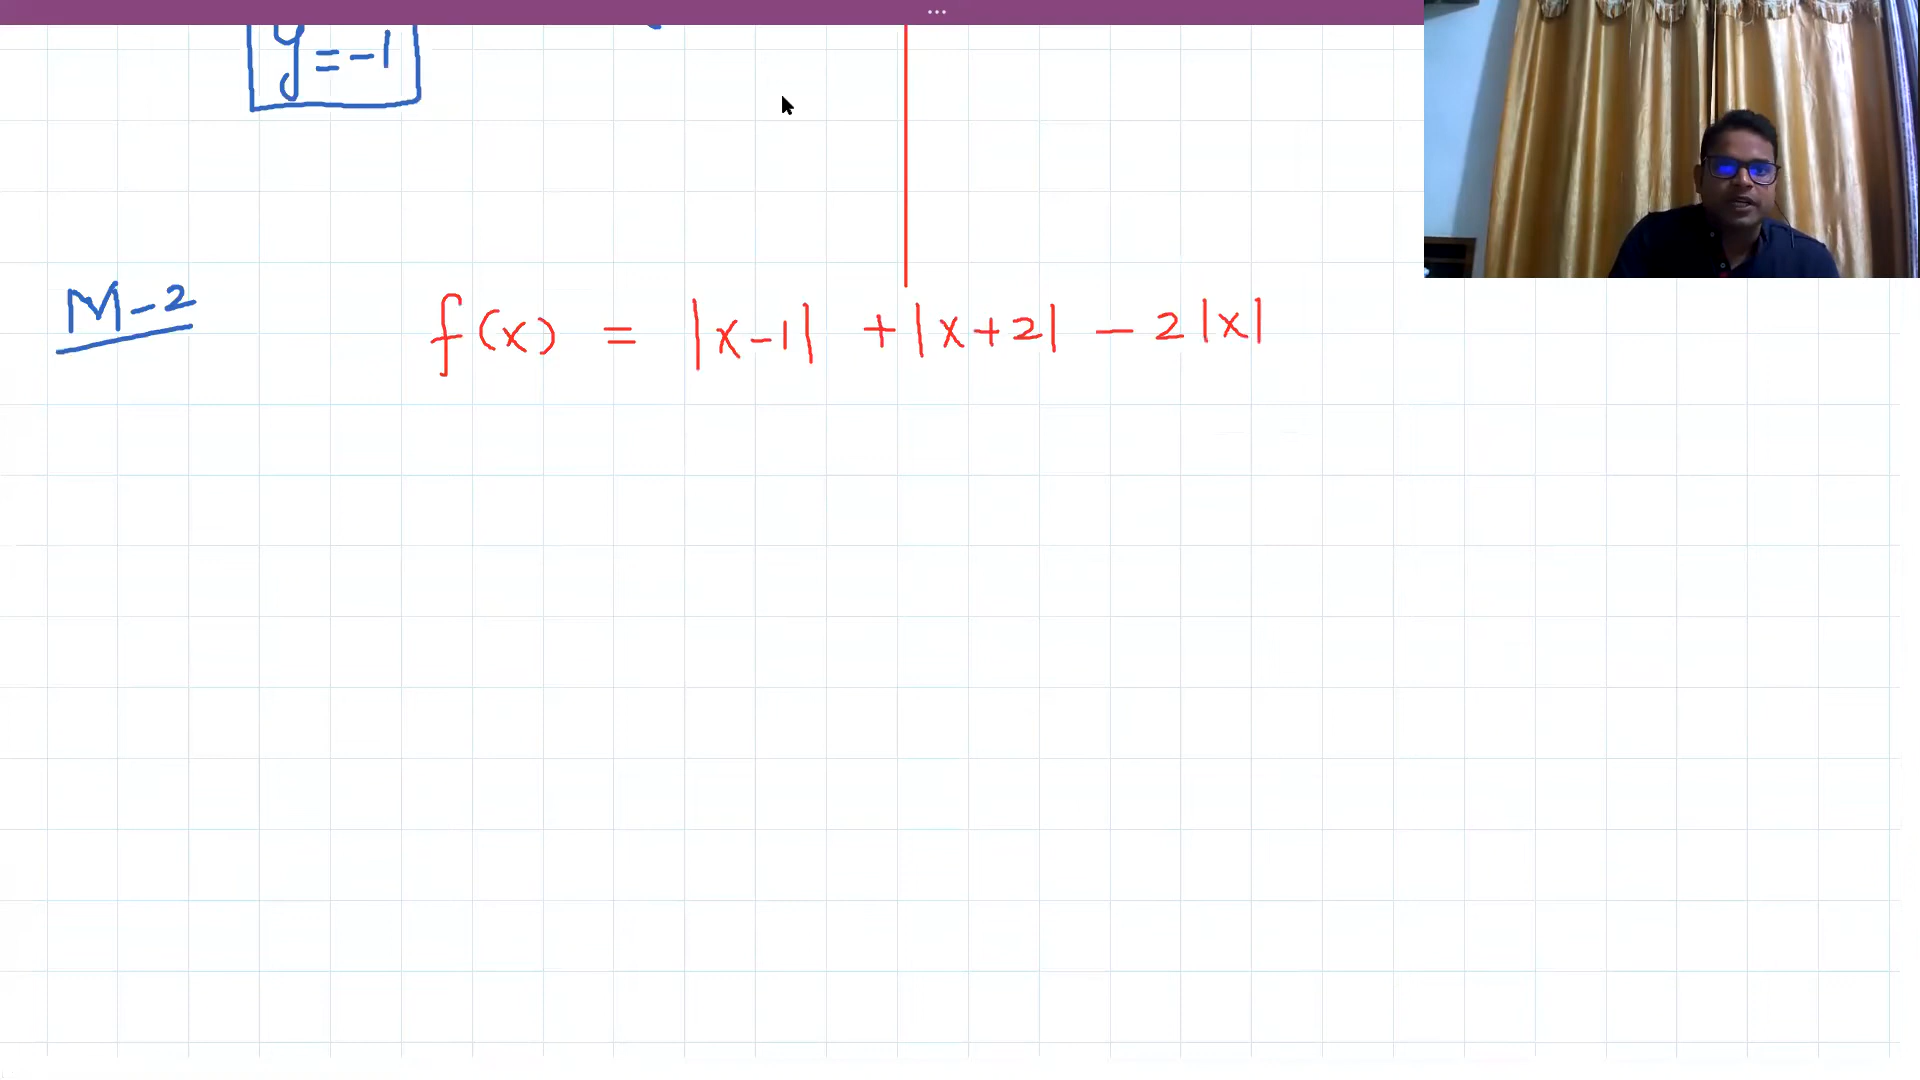 y = -1
M-2
f(x) = |x-1| + |x+2| - 2|x|